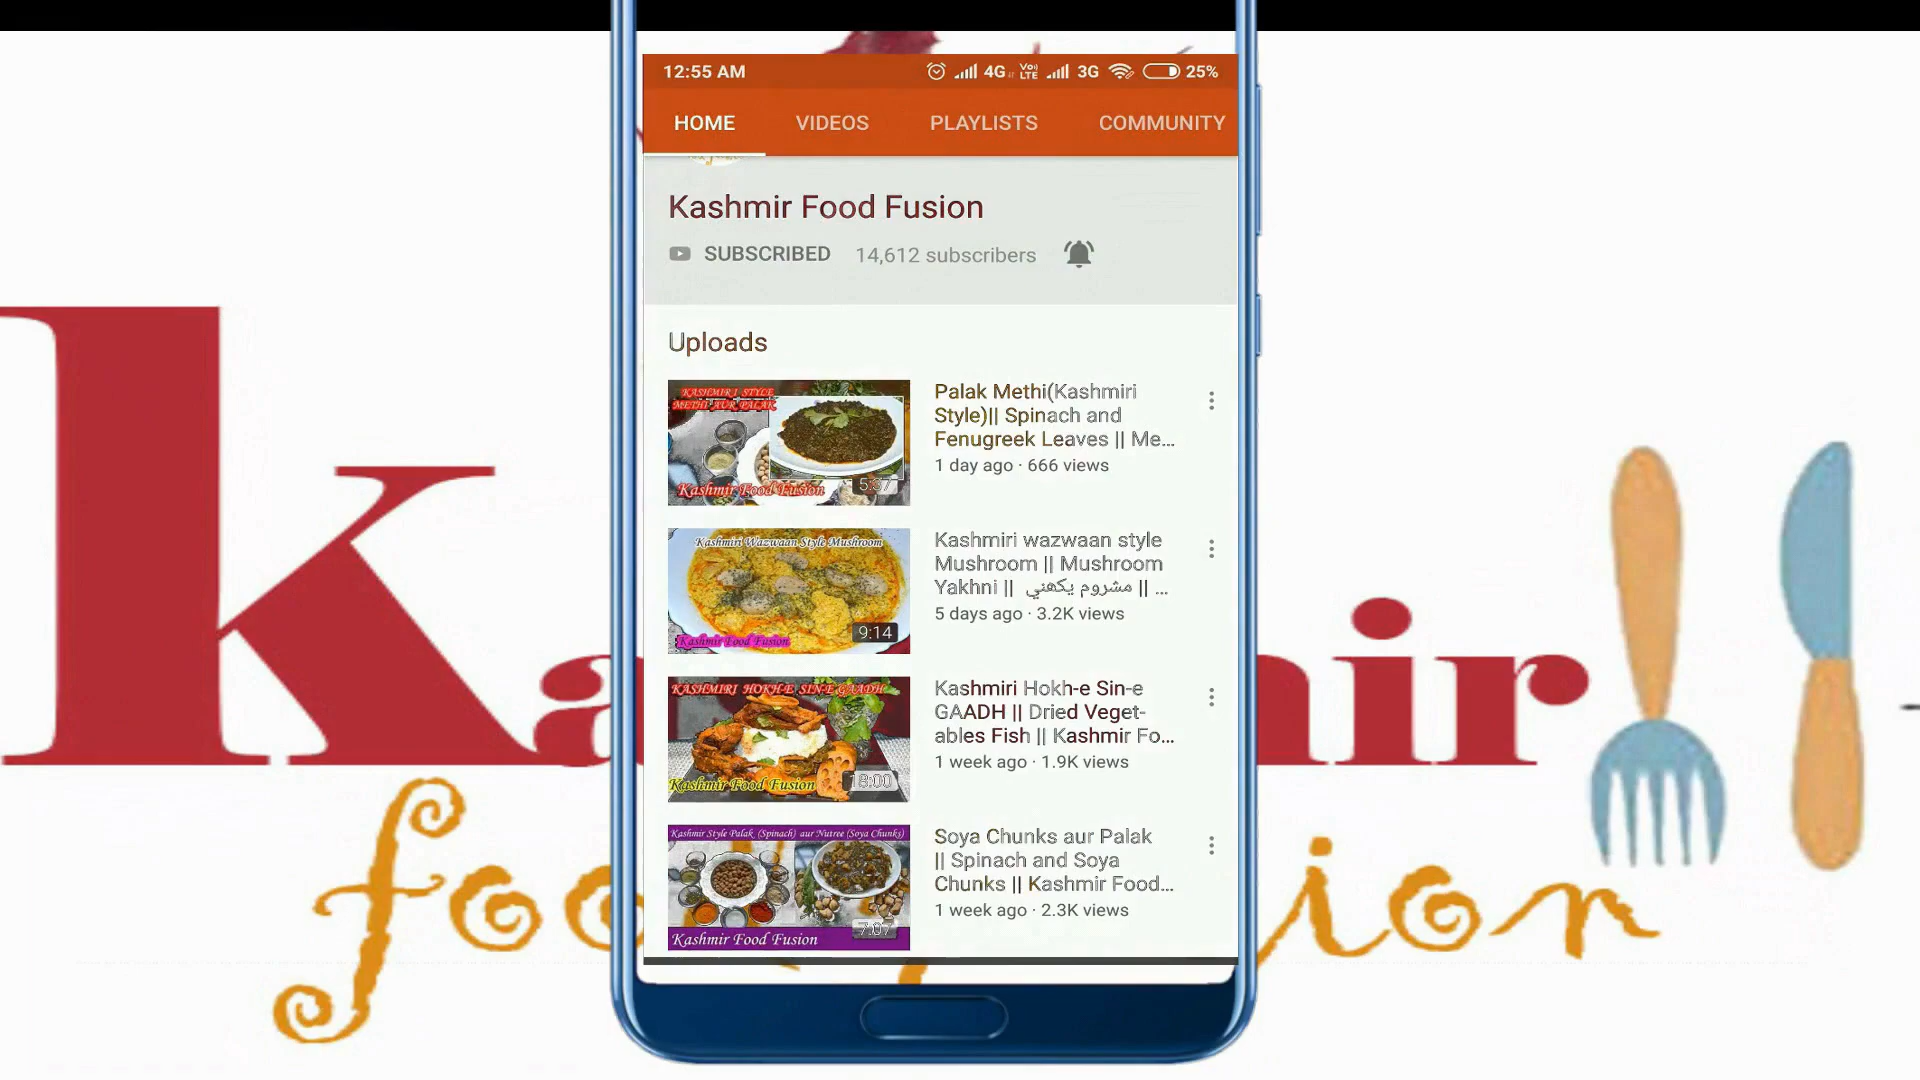 12:55 AM
4G
Vo)) LTE
3G
25%
HOME
VIDEOS
PLAYLISTS
COMMUNITY
Kashmir Food Fusion
SUBSCRIBED
14,612 subscribers
Uploads
KASHMIRI STYLE
METHI AUR PALAK
Kashmir Food Fusion
5:37
Palak Methi(Kashmiri
Style)|| Spinach and
Fenugreek Leaves || Me...
1 day ago · 666 views
Kashmiri Wazwaan Style Mushroom
Kashmir Food Fusion
9:14
Kashmiri wazwaan style
Mushroom || Mushroom
Yakhni || مشروم يکھني || ...
5 days ago · 3.2K views
KASHMIRI HOKH-E SIN-E GAADH
Kashmir Food Fusion
18:00
Kashmiri Hokh-e Sin-e
GAADH || Dried Veget-
ables Fish || Kashmir Fo...
1 week ago · 1.9K views
Kashmir Style Palak (Spinach) aur Nutree (Soya Chunks)
Kashmir Food Fusion
7:07
Soya Chunks aur Palak
|| Spinach and Soya
Chunks || Kashmir Food...
1 week ago · 2.3K views